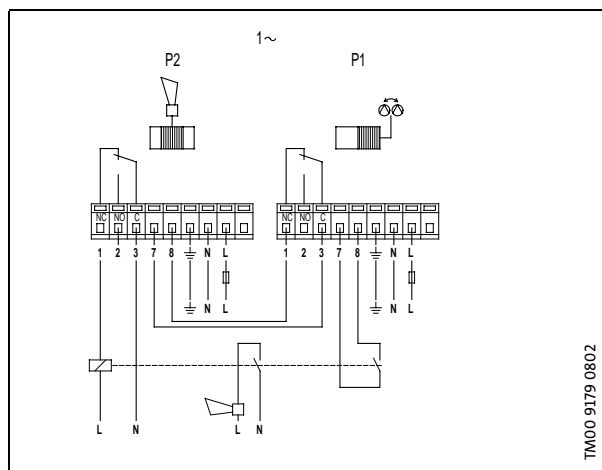 1~
P2 P1
NC NO C NC NO C
1 2 3 7 8 N L 1 2 3 7 8 N L
N L N L
L N L N
TM00 9179 0802